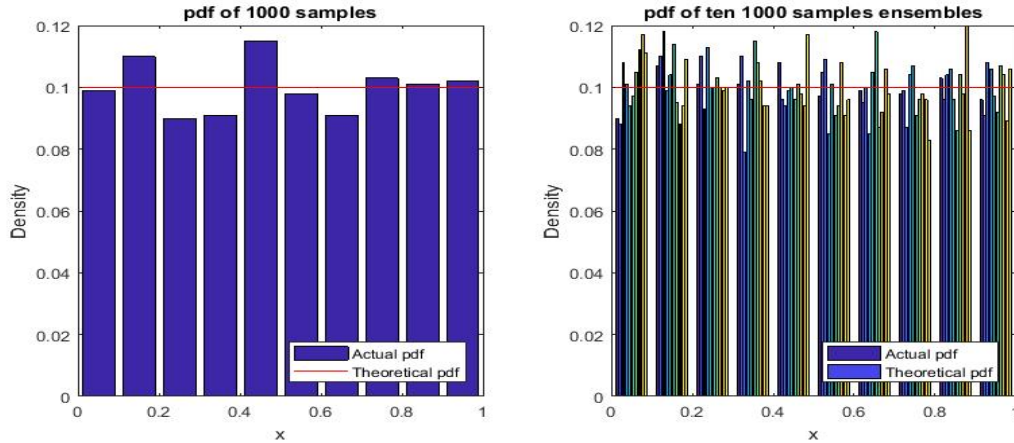 pdf of 1000 samples
0.12
0.1
0.08
0.06
0.04
0.02
0
Density
Actual pdf
Theoretical pdf
0 0.2 0.4 0.6 0.8 1
x
pdf of ten 1000 samples ensembles
0.12
0.1
0.08
0.06
0.04
0.02
0
Density
Actual pdf
Theoretical pdf
0 0.2 0.4 0.6 0.8 1
x